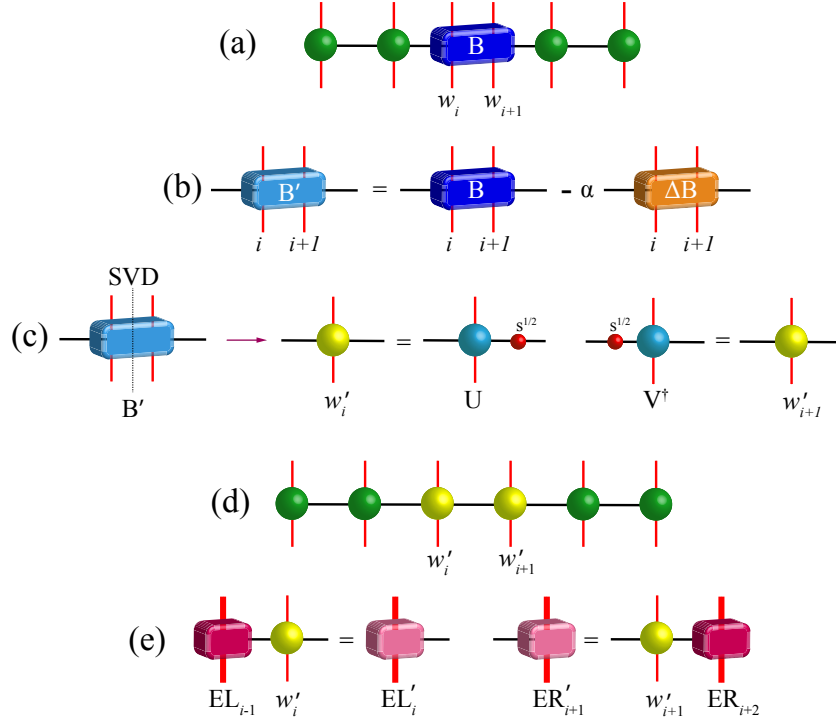 (a) B
w_i w_{i+1}
(b) B′ = B - α ΔB
i i+1 i i+1 i i+1
SVD
(c) s^{1/2} s^{1/2}
= =
B′ w′_i U V† w′_{i+1}
(d)
w′_i w′_{i+1}
(e) = =
EL_{i-1} w′_i EL′_i ER′_{i+1} w′_{i+1} ER_{i+2}